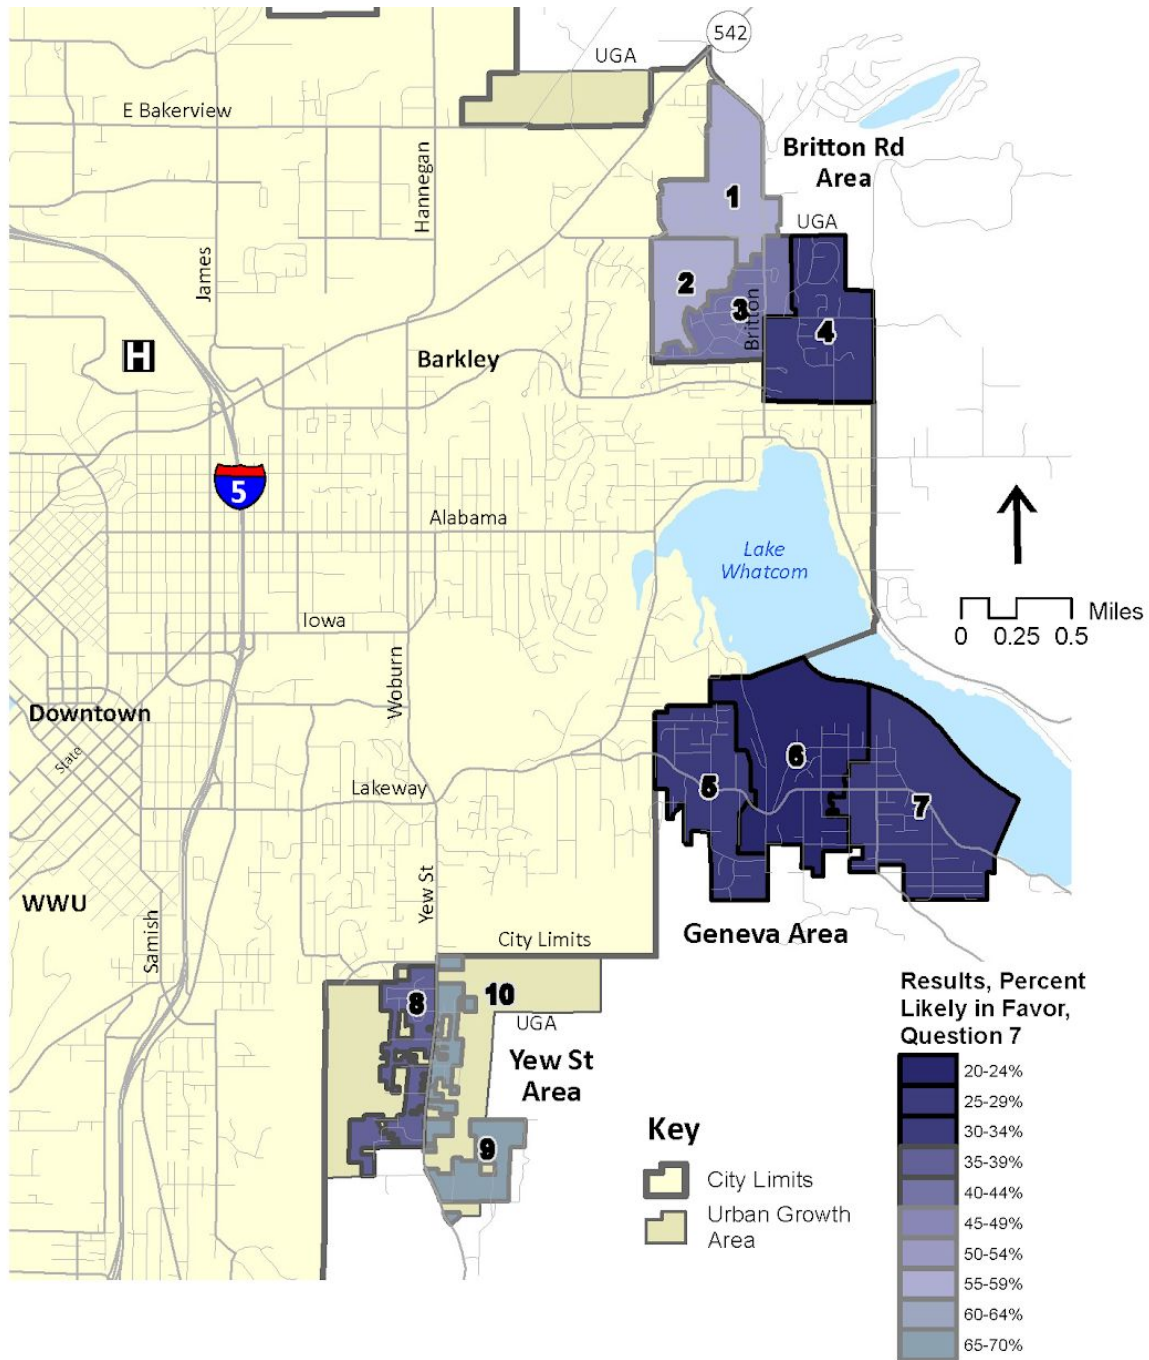 542
UGA
E Bakerview
Hannegan
Britton Rd
Area
1
UGA
James
2
3
Britton
4
H
Barkley
5
Alabama
Lake
Whatcom
Miles
0 0.25 0.5
Iowa
Woburn
Downtown
State
6
5
7
Lakeway
Yew St
WWU
Samish
Geneva Area
City Limits
8
10
UGA
Yew St
Area
9
Results, Percent
Likely in Favor,
Question 7
20-24%
25-29%
30-34%
35-39%
40-44%
45-49%
50-54%
55-59%
60-64%
65-70%
Key
City Limits
Urban Growth
Area